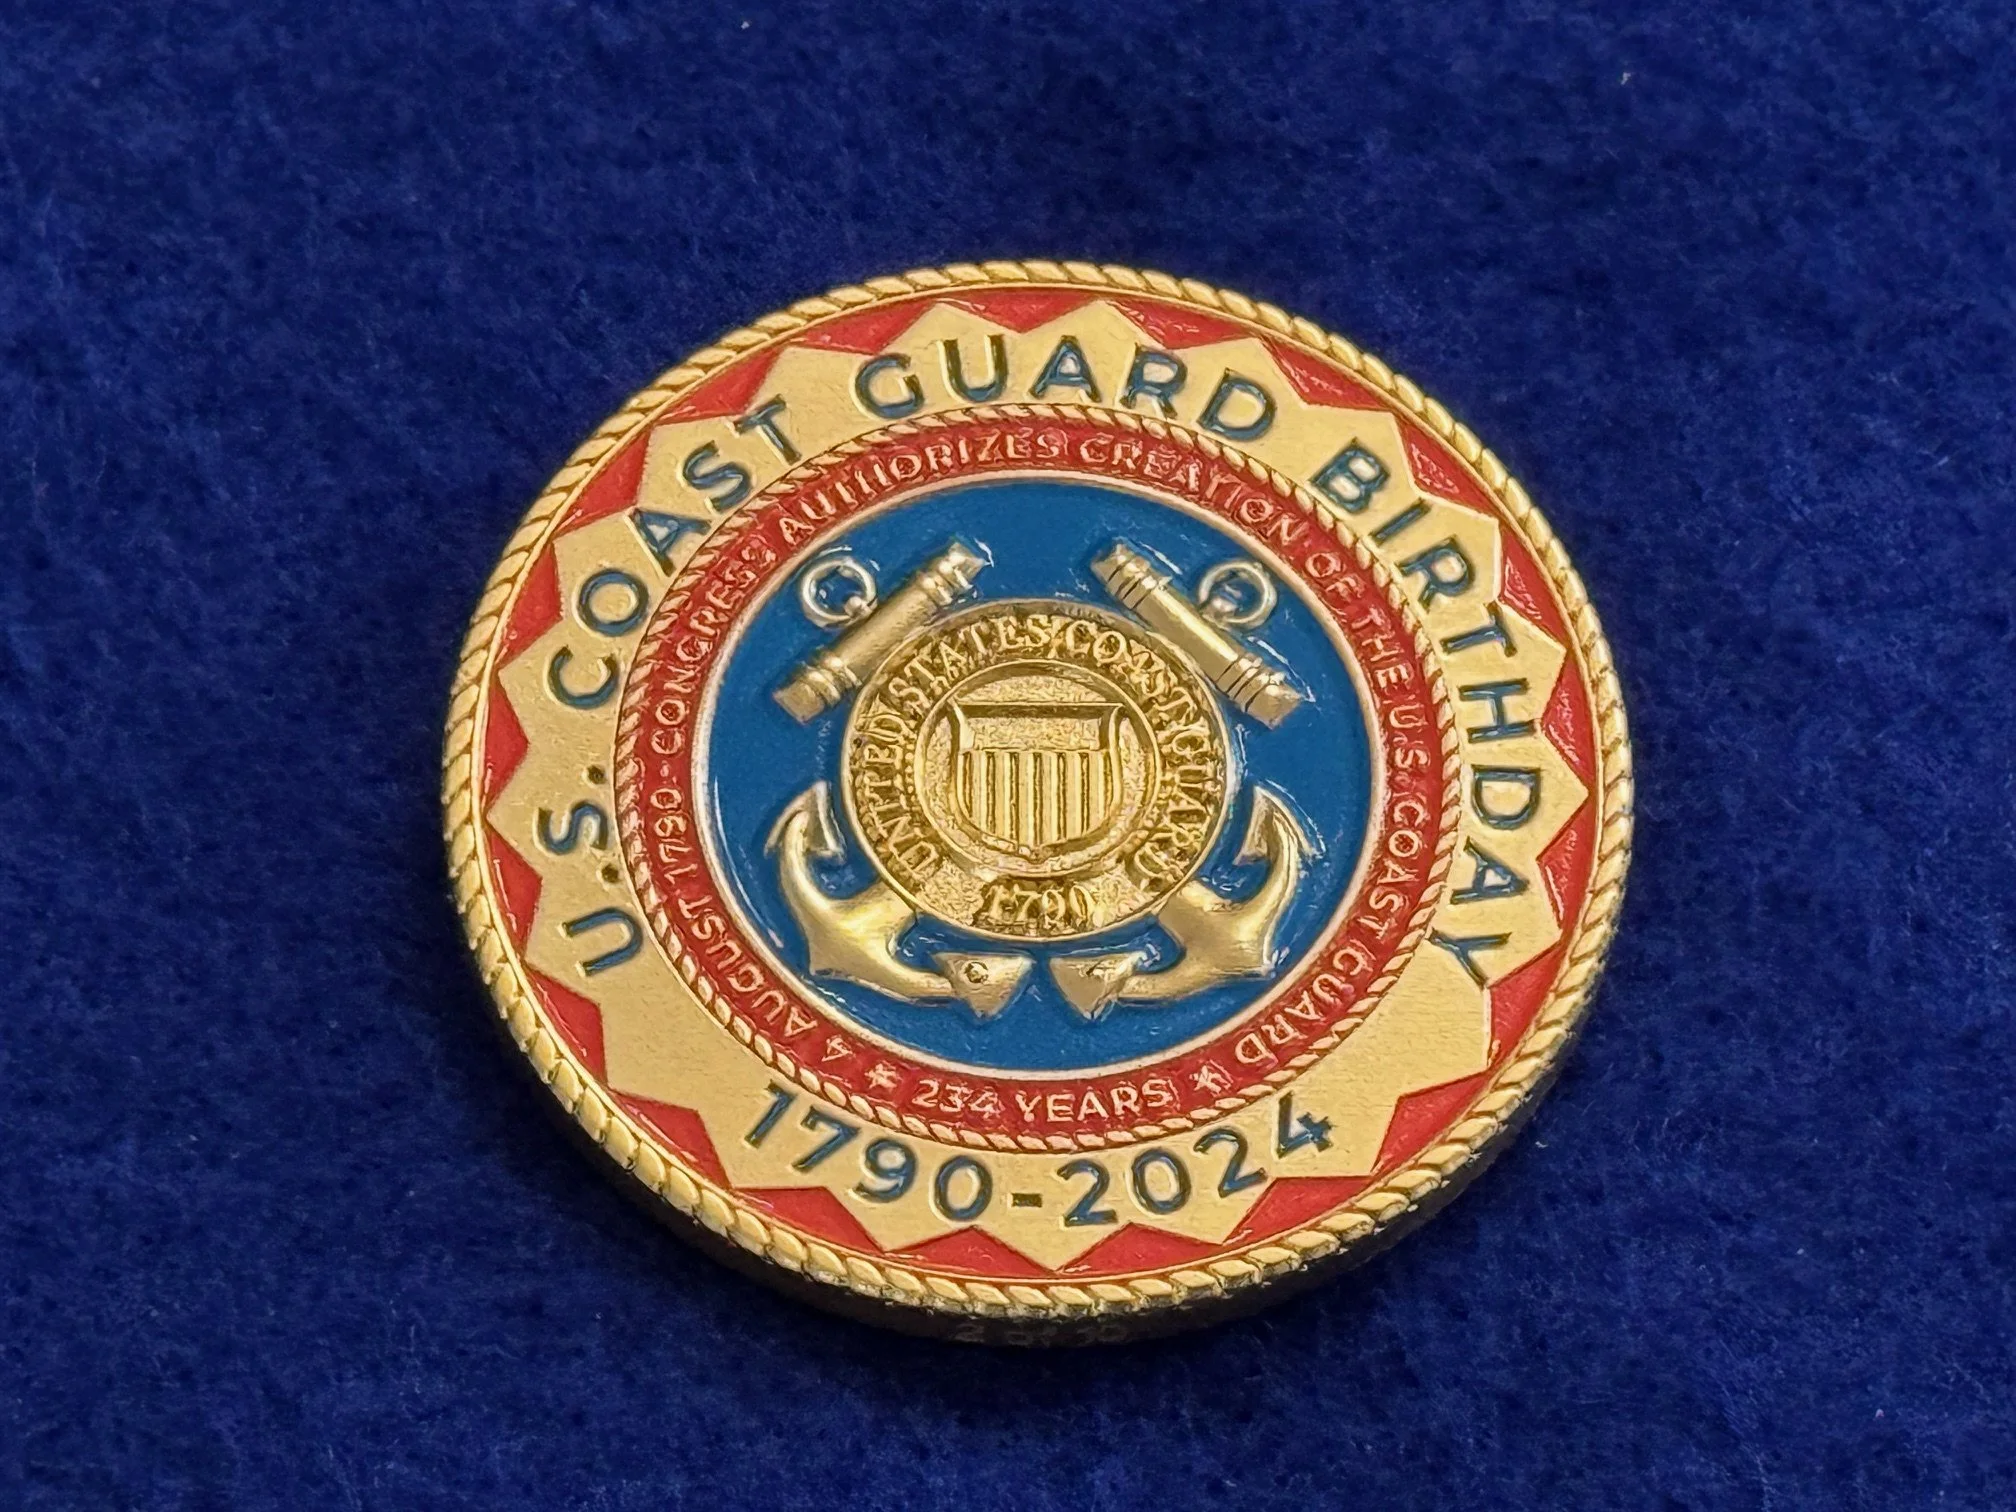 U.S. COAST GUARD BIRTHDAY
1790-2024
4 AUGUST 1790-CONGRESS AUTHORIZES CREATION OF THE U.S. COAST GUARD
★ 234 YEARS ★
UNITED STATES COAST GUARD
1790